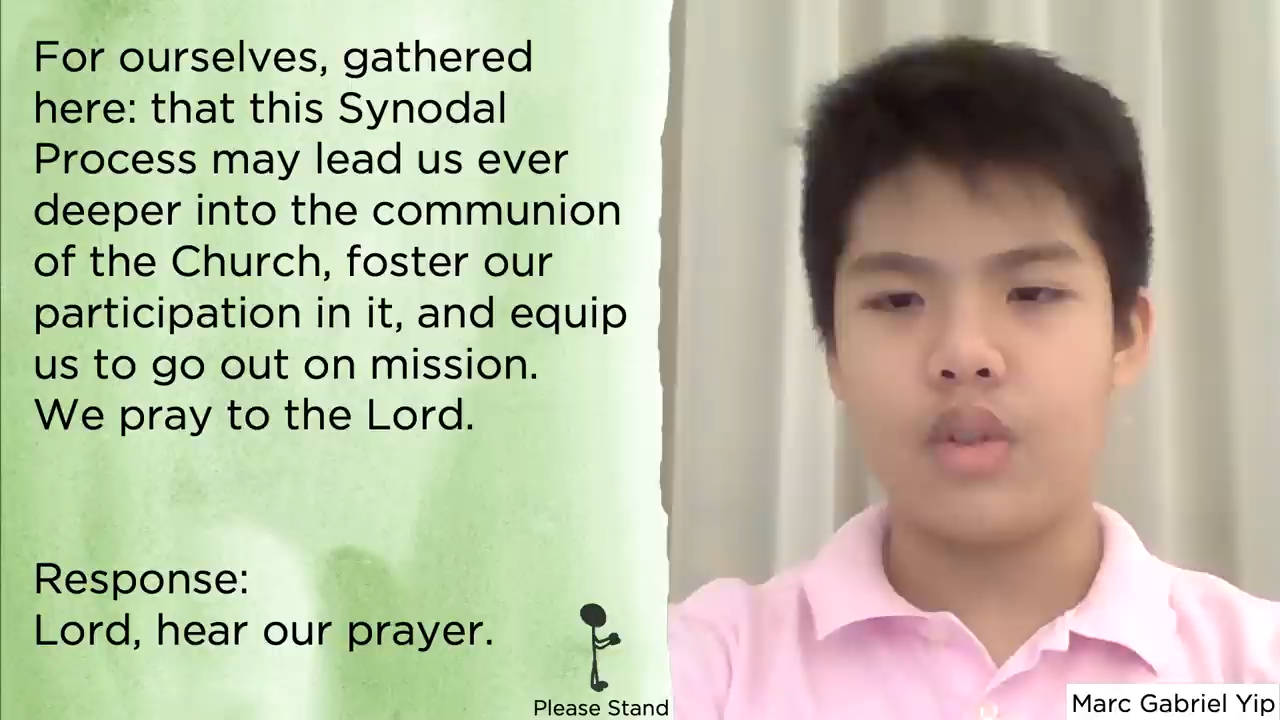 For ourselves, gathered
here: that this Synodal
Process may lead us ever
deeper into the communion
of the Church, foster our
participation in it, and equip
us to go out on mission.
We pray to the Lord.
Response:
Lord, hear our prayer.
Please Stand
Marc Gabriel Yip